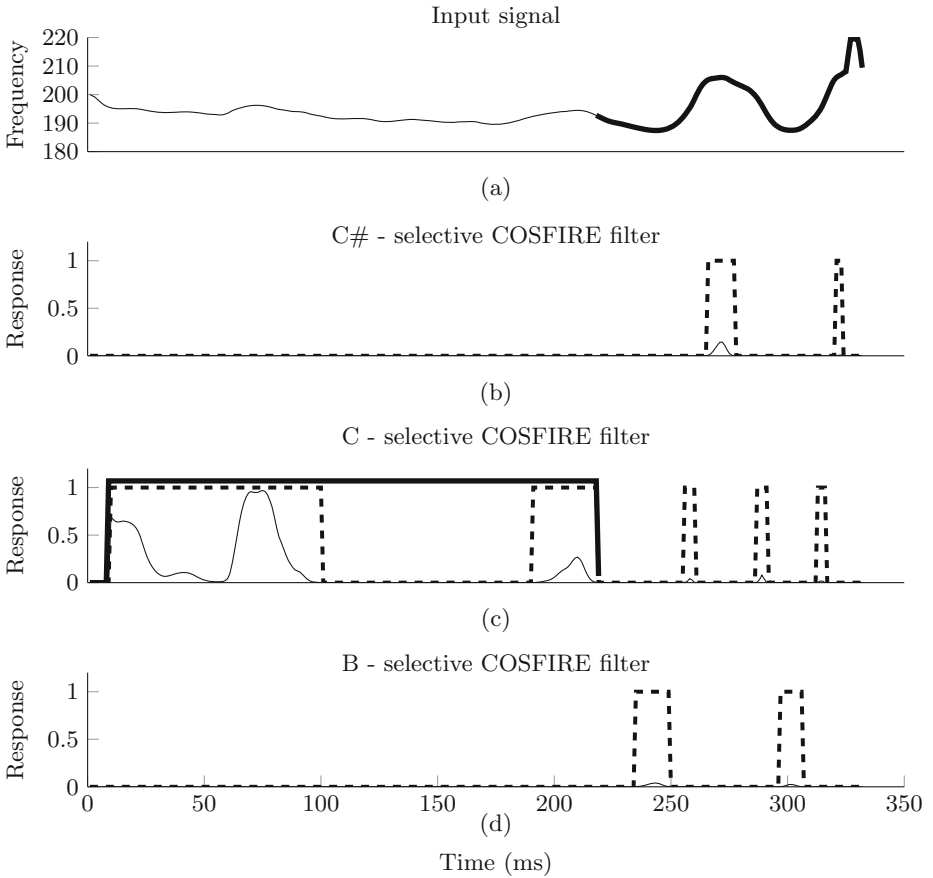 Input signal
Frequency
220
210
200
190
180
(a)
C# - selective COSFIRE filter
Response
1
0.5
0
(b)
C - selective COSFIRE filter
Response
1
0.5
0
(c)
B - selective COSFIRE filter
Response
1
0.5
0
0 50 100 150 200 250 300 350
(d)
Time (ms)